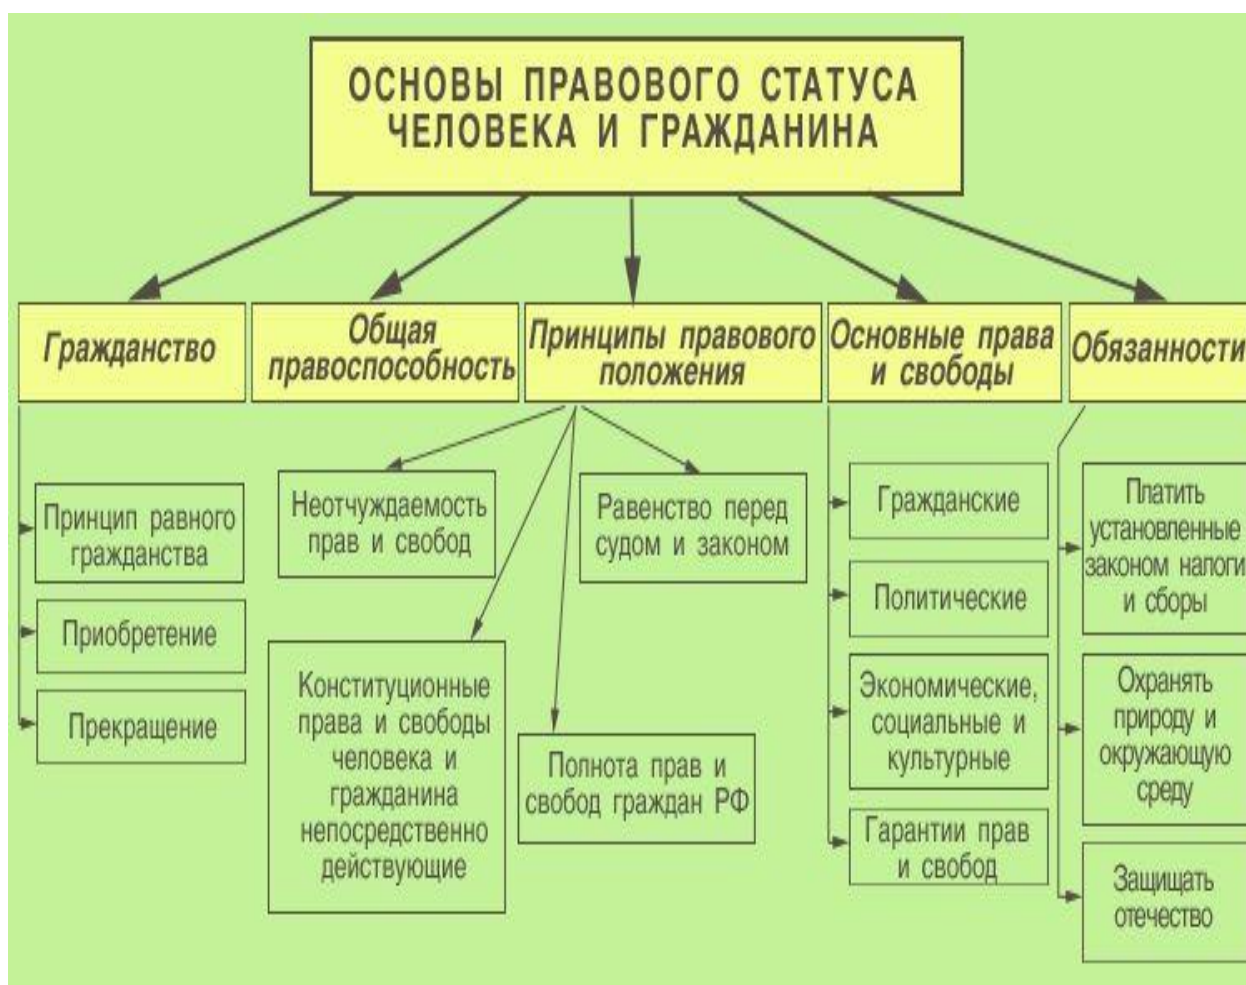 ОСНОВЫ ПРАВОВОГО СТАТУСА
ЧЕЛОВЕКА И ГРАЖДАНИНА
Гражданство
Общая
правоспособность
Принципы правового
положения
Основные права
и свободы
Обязанности
Принцип равного
гражданства
Приобретение
Прекращение
Неотчуждаемость
прав и свобод
Конституционные
права и свободы
человека и
гражданина
непосредственно
действующие
Полнота прав и
свобод граждан РФ
Равенство перед
судом и законом
Гражданские
Политические
Экономические,
социальные и
культурные
Гарантии прав
и свобод
Платить
установленные
законом налоги
и сборы
Охранять
природу и
окружающую
среду
Защищать
отечество